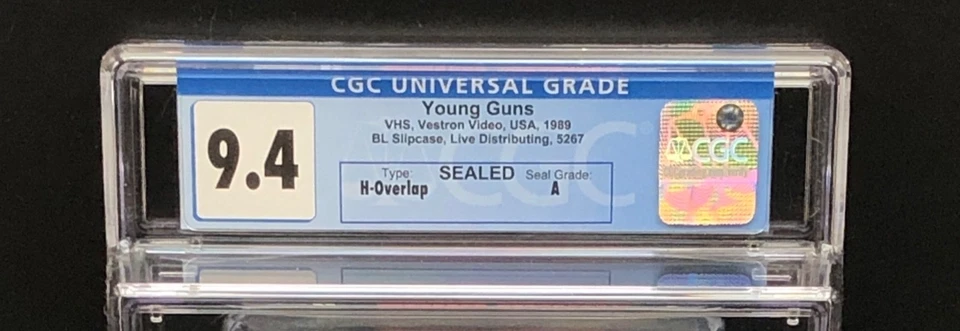 CGC UNIVERSAL GRADE
9.4
Young Guns
VHS, Vestron Video, USA, 1989
BL Slipcase, Live Distributing, 5267
Type: SEALED Seal Grade:
H-Overlap A
CGC
CGC